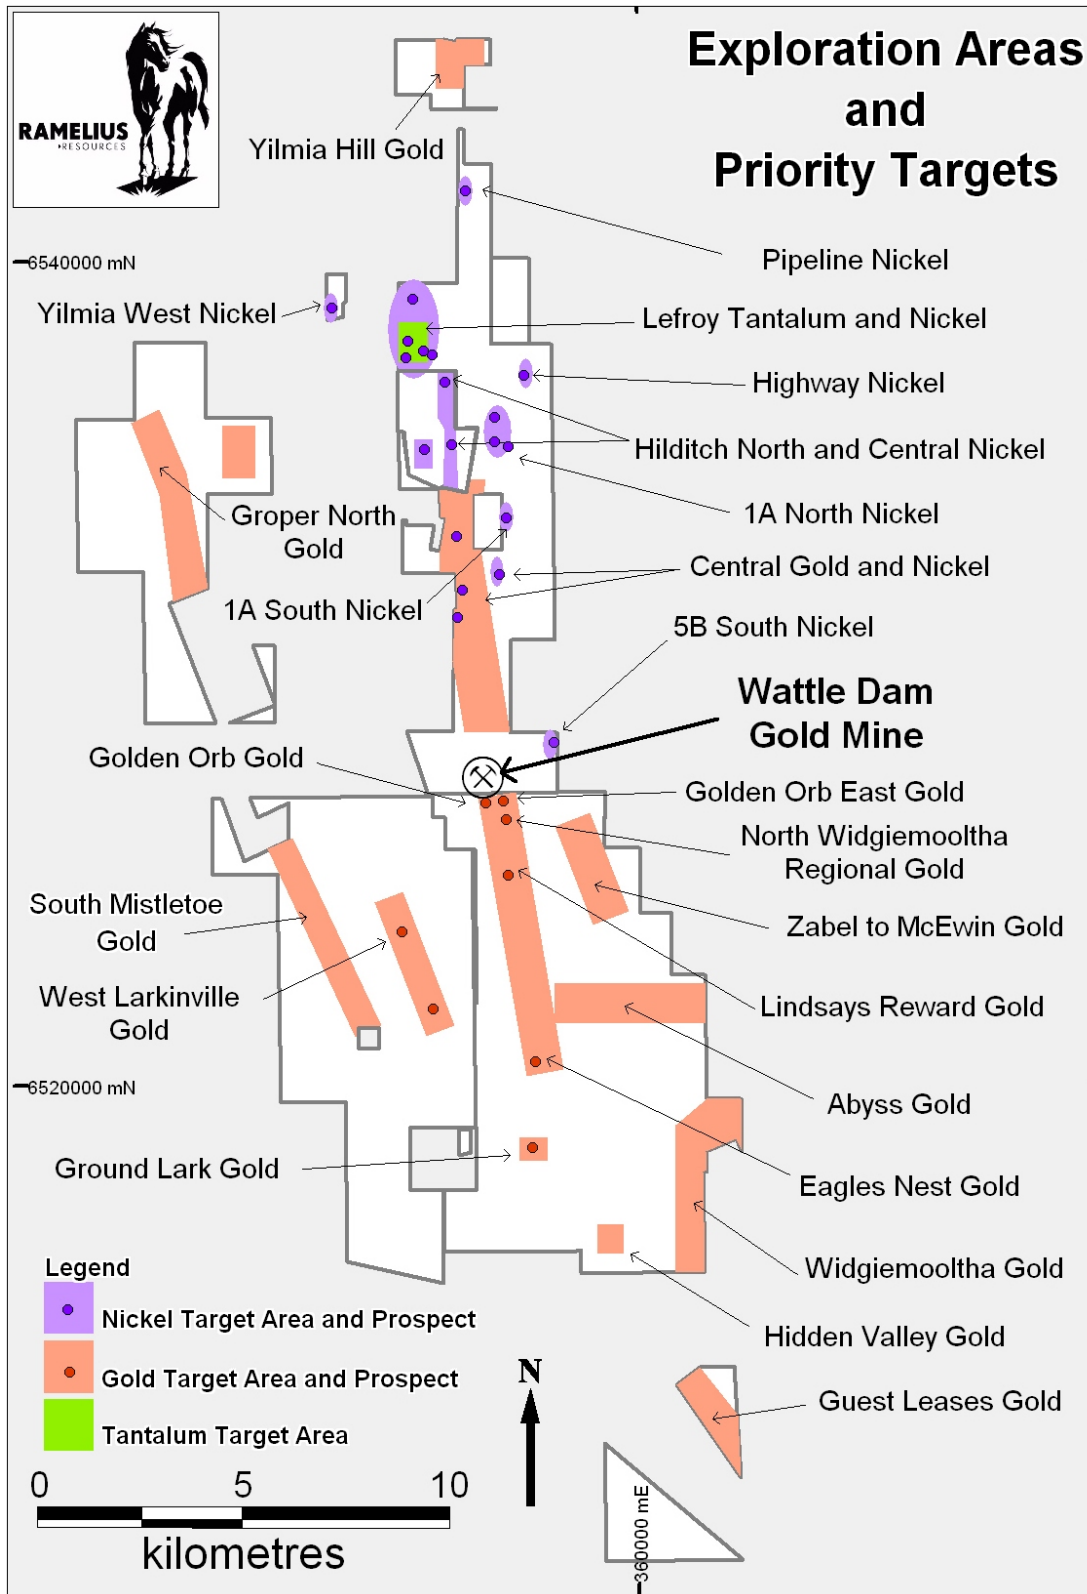 Exploration Areas
and
Priority Targets
RAMELIUS
RESOURCES
Yilmia Hill Gold
Pipeline Nickel
6540000 mN
Yilmia West Nickel
Lefroy Tantalum and Nickel
Highway Nickel
Hilditch North and Central Nickel
Groper North
Gold
1A North Nickel
Central Gold and Nickel
1A South Nickel
5B South Nickel
Wattle Dam
Gold Mine
Golden Orb Gold
Golden Orb East Gold
North Widgiemooltha
Regional Gold
South Mistletoe
Gold
Zabel to McEwin Gold
West Larkinville
Gold
Lindsays Reward Gold
6520000 mN
Abyss Gold
Ground Lark Gold
Eagles Nest Gold
Widgiemooltha Gold
Hidden Valley Gold
Guest Leases Gold
Legend
Nickel Target Area and Prospect
Gold Target Area and Prospect
Tantalum Target Area
N
0 5 10
kilometres
360000 mE